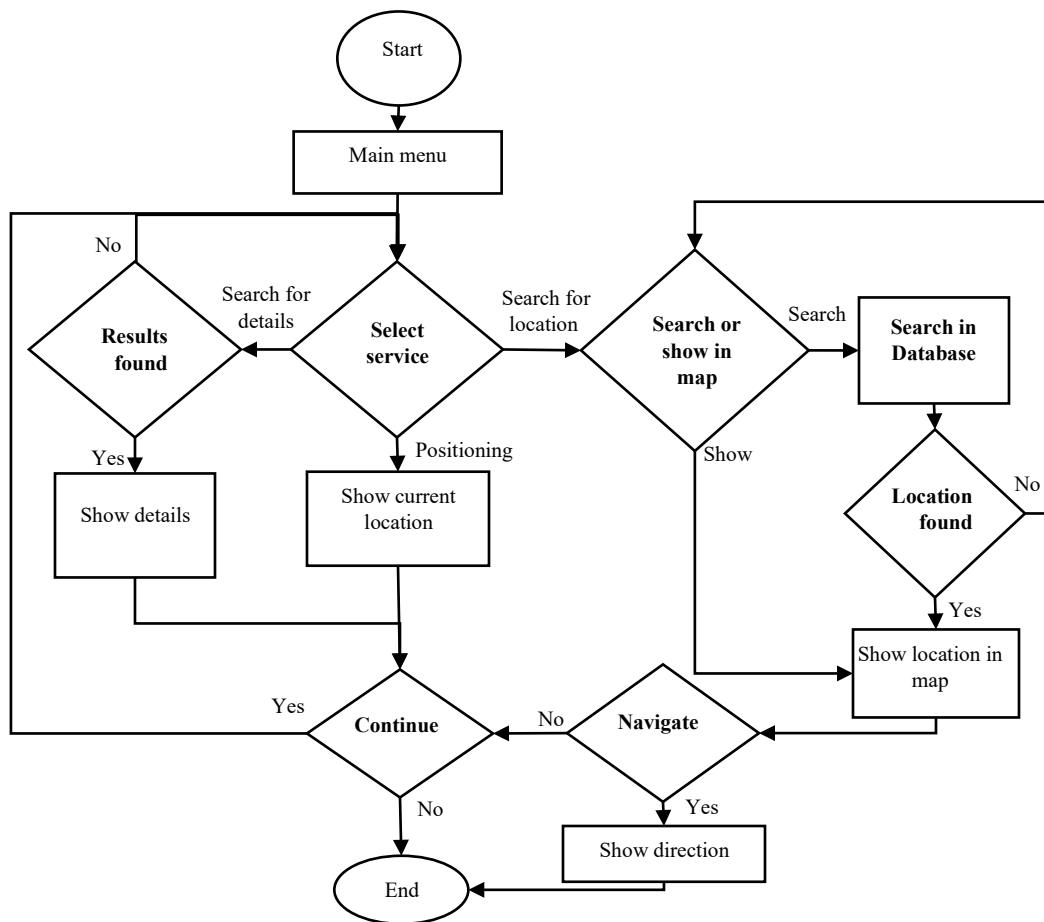 Start
Main menu
No
Search for
details
Search for
location
Results
found
Select
service
Search or
show in
map
Search
Search in
Database
Yes
Positioning
Show
Show details
Show current
location
Location
found
No
Yes
Show location in
map
Yes
Continue
No
Navigate
No
Yes
Show direction
End